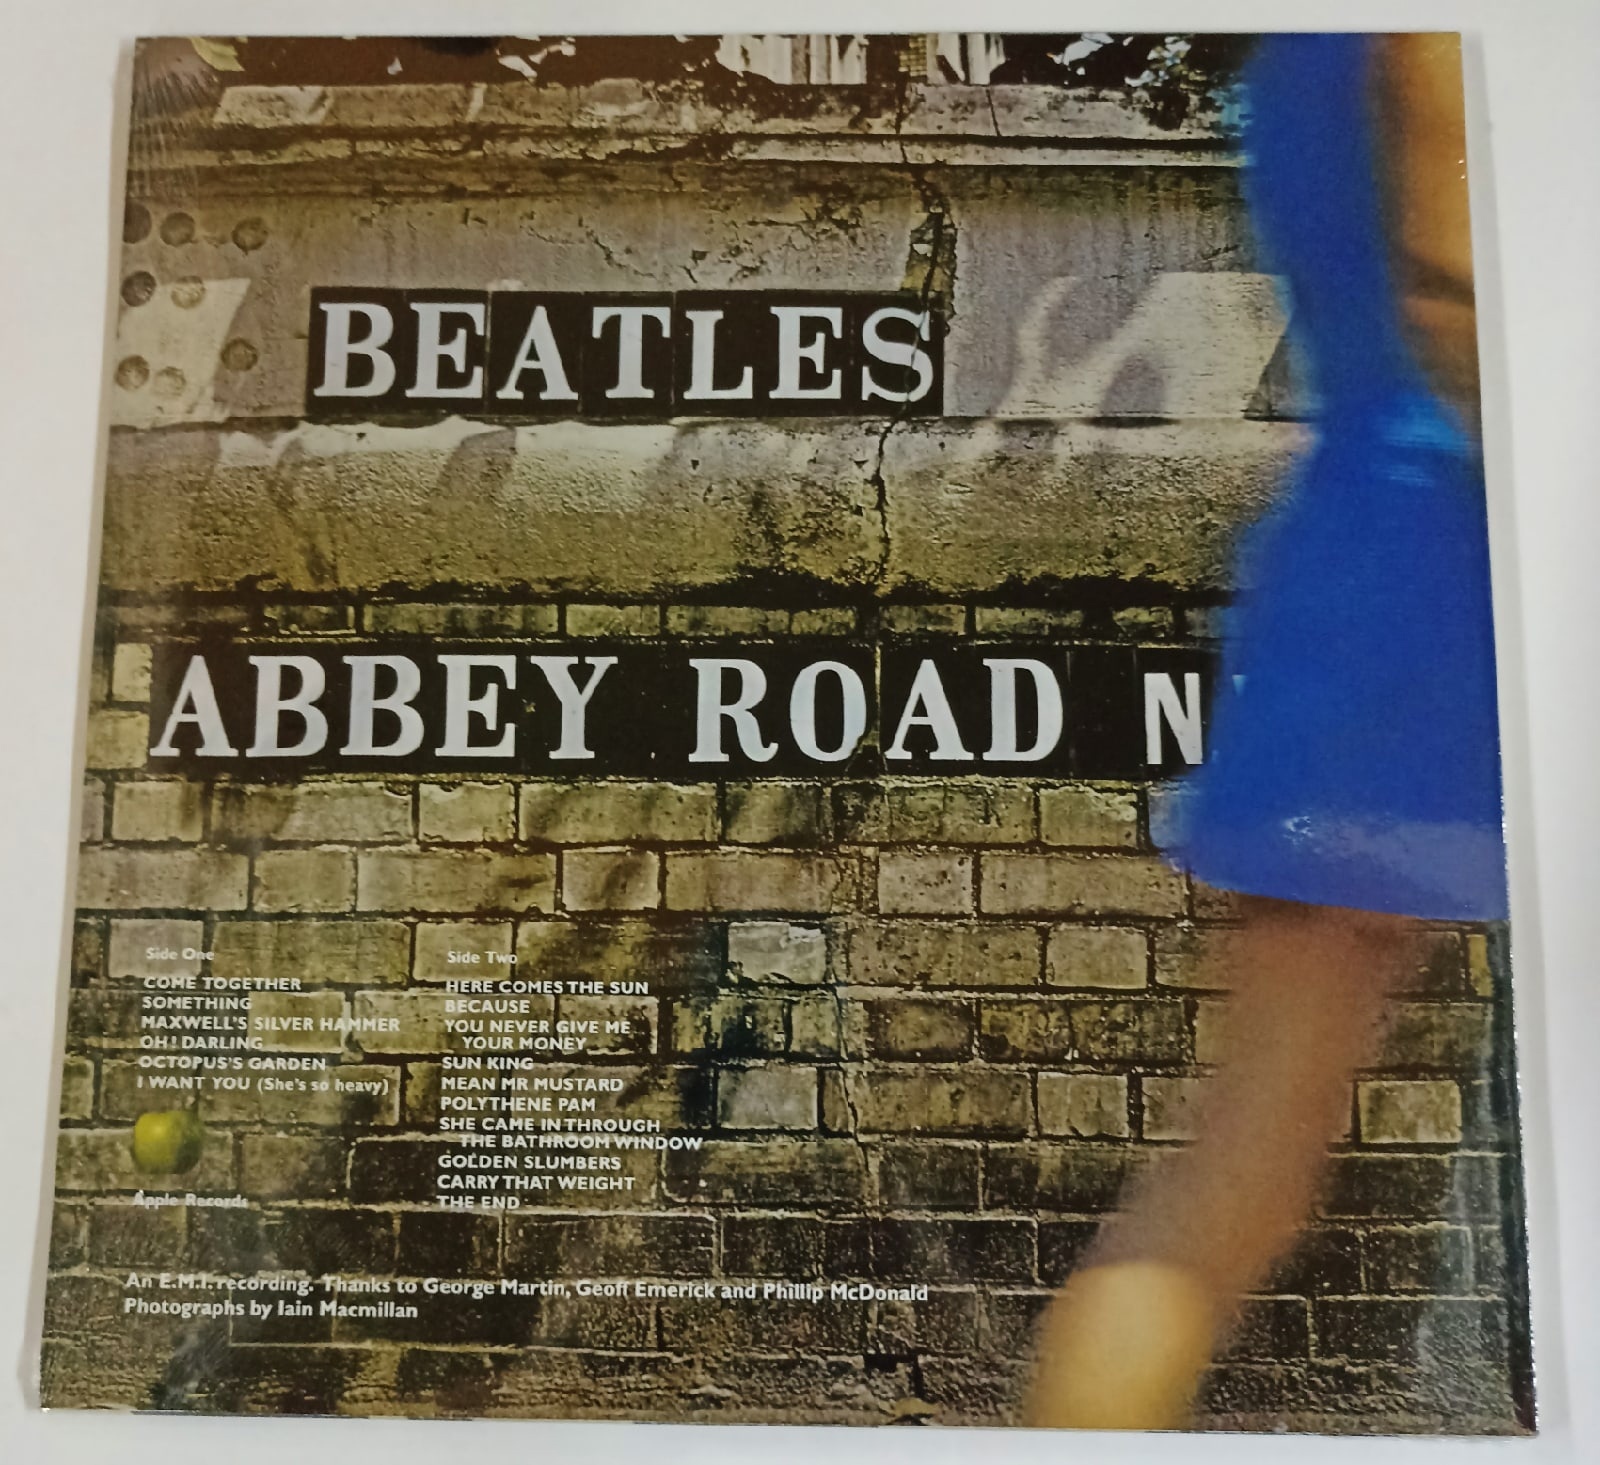 BEATLES
ABBEY ROAD N
Side One
COME TOGETHER
SOMETHING
MAXWELL'S SILVER HAMMER
OH! DARLING
OCTOPUS'S GARDEN
I WANT YOU (She's so heavy)
Apple Records
Side Two
HERE COMES THE SUN
BECAUSE
YOU NEVER GIVE ME
YOUR MONEY
SUN KING
MEAN MR MUSTARD
POLYTHENE PAM
SHE CAME IN THROUGH
THE BATHROOM WINDOW
GOLDEN SLUMBERS
CARRY THAT WEIGHT
THE END
An E.M.I. recording. Thanks to George Martin, Geoff Emerick and Phillip McDonald
Photographs by Iain Macmillan